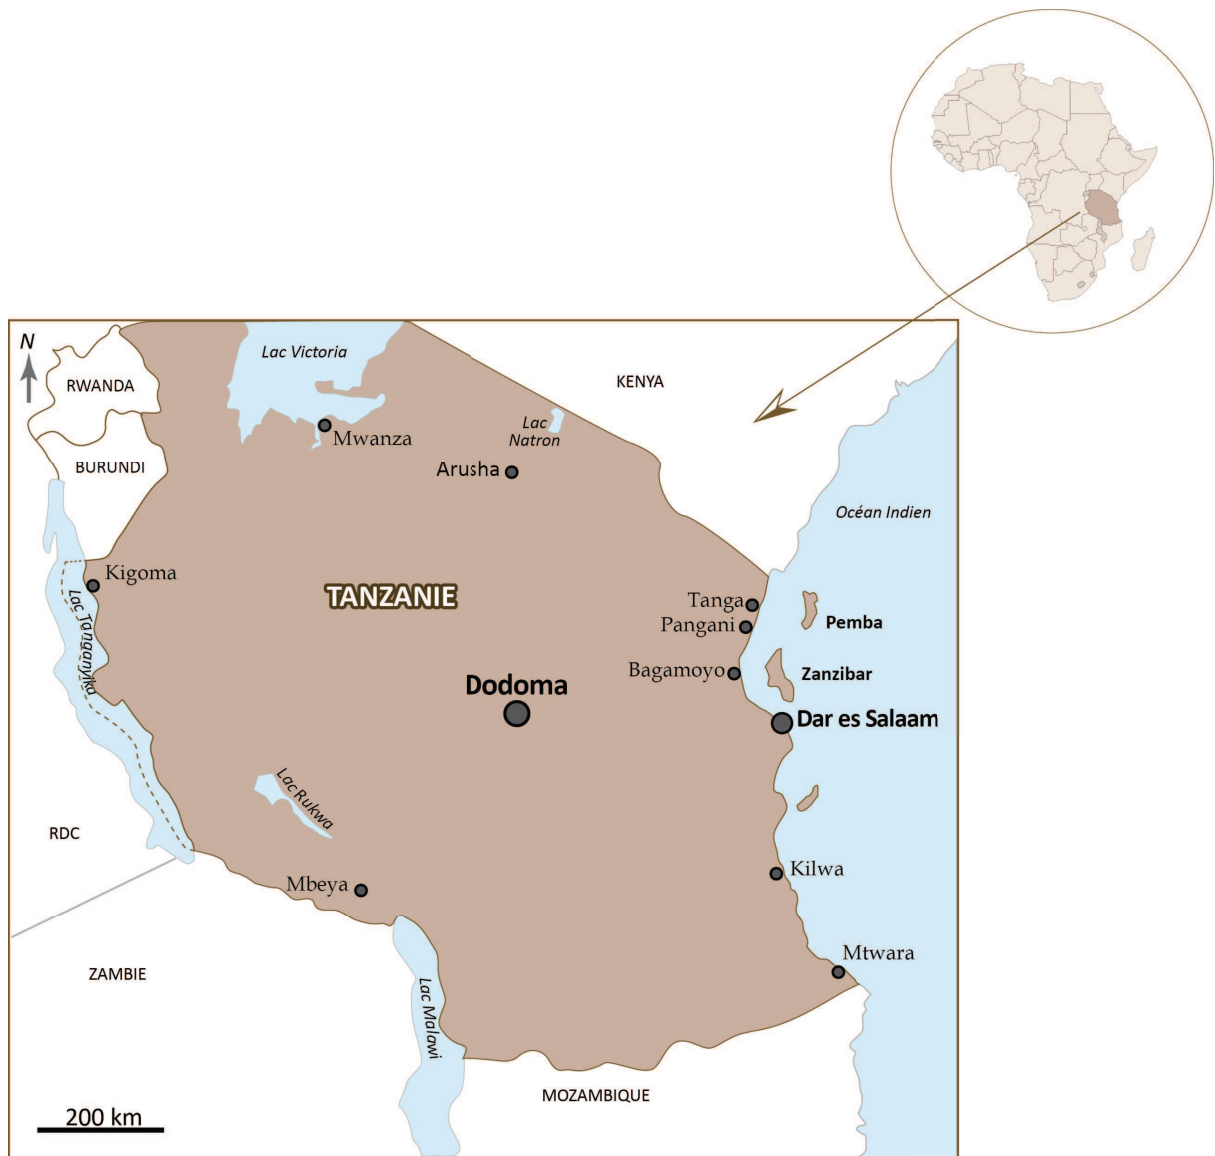 N
Lac Victoria
RWANDA
KENYA
Lac
Natron
Mwanza
BURUNDI
Arusha
Océan Indien
Kigoma
TANZANIE
Lac Tanganyika
Tanga
Pangani
Pemba
Bagamoyo
Zanzibar
Dodoma
Dar es Salaam
Lac Rukwa
RDC
Kilwa
Mbeya
Mtwara
ZAMBIE
Lac Malawi
MOZAMBIQUE
200 km